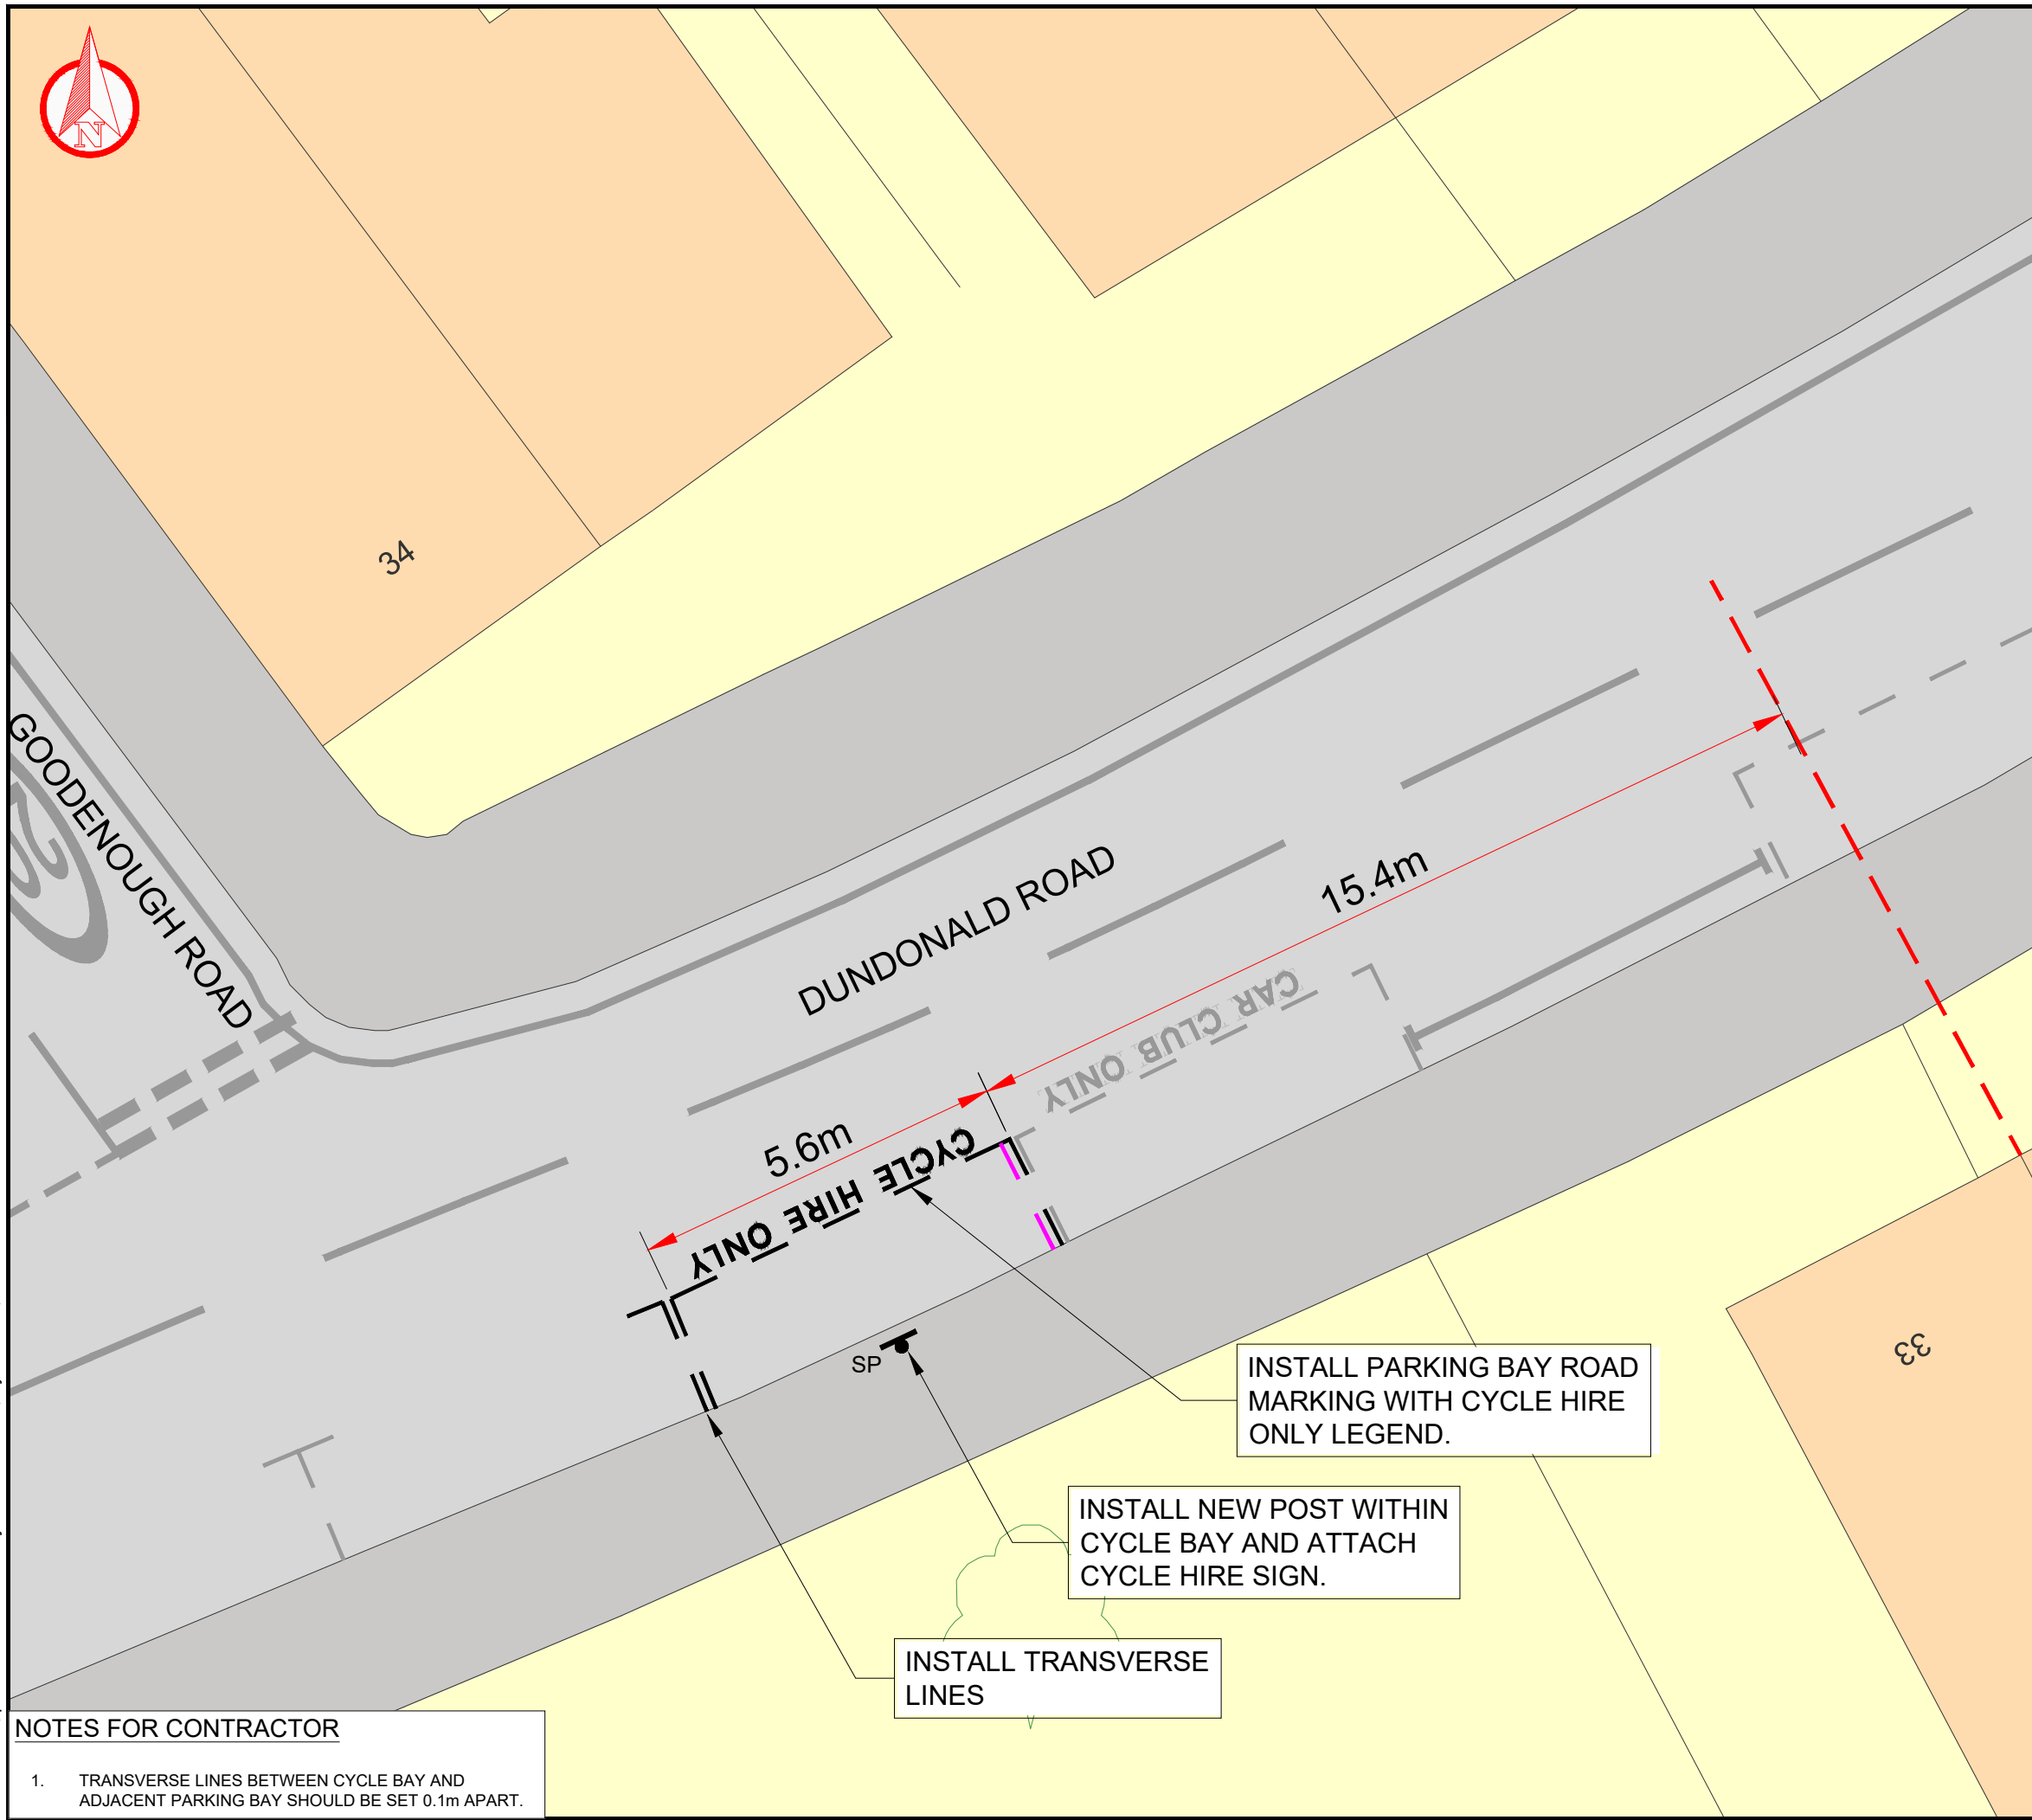 N
34
GOODENOUGH ROAD
DUNDONALD ROAD
15.4m
CAR CLUB ONLY
5.6m
CYCLE HIRE ONLY
SP
33
INSTALL PARKING BAY ROAD
MARKING WITH CYCLE HIRE
ONLY LEGEND.
INSTALL NEW POST WITHIN
CYCLE BAY AND ATTACH
CYCLE HIRE SIGN.
INSTALL TRANSVERSE
LINES
NOTES FOR CONTRACTOR
1. TRANSVERSE LINES BETWEEN CYCLE BAY AND
ADJACENT PARKING BAY SHOULD BE SET 0.1m APART.